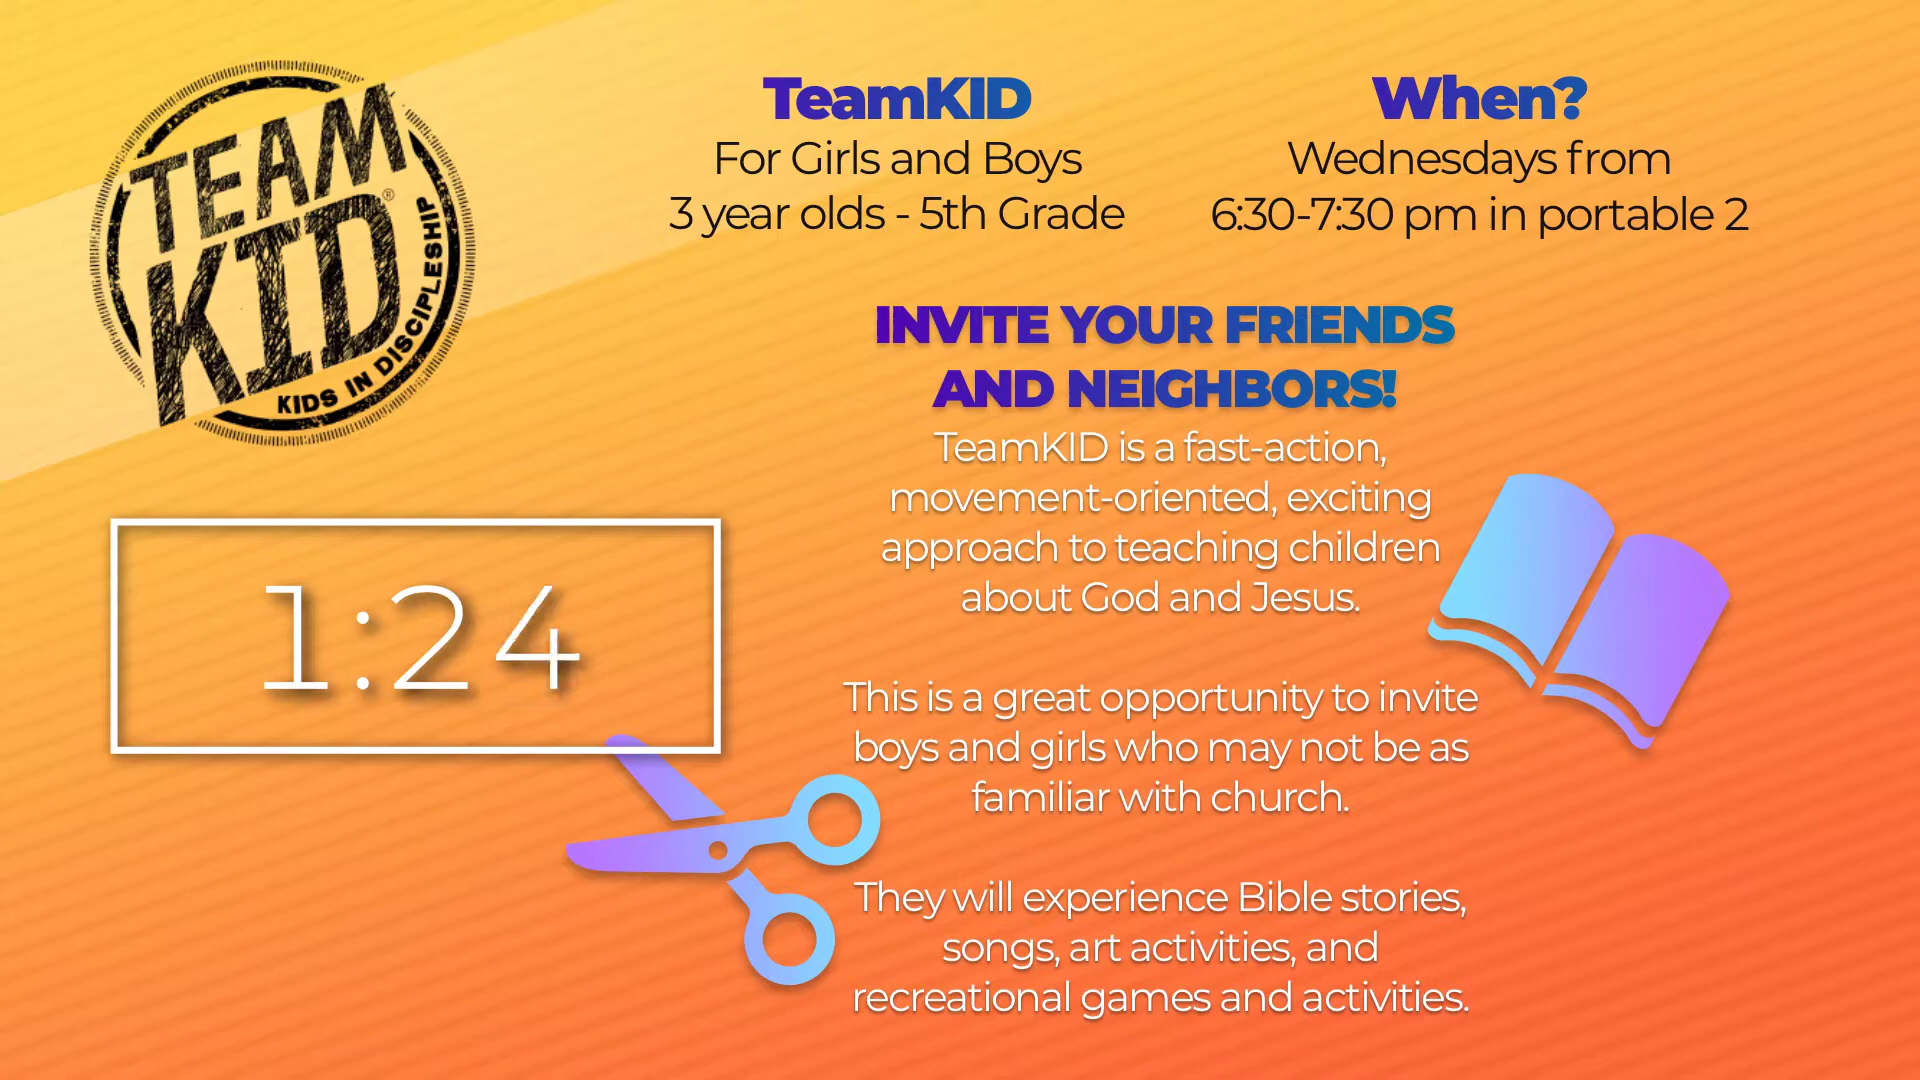 TEAM
KID®
KIDS IN DISCIPLESHIP
TeamKID
For Girls and Boys
3 year olds - 5th Grade
When?
Wednesdays from
6:30-7:30 pm in portable 2
INVITE YOUR FRIENDS
AND NEIGHBORS!
TeamKID is a fast-action,
movement-oriented, exciting
approach to teaching children
about God and Jesus.
This is a great opportunity to invite
boys and girls who may not be as
familiar with church.
They will experience Bible stories,
songs, art activities, and
recreational games and activities.
1:24